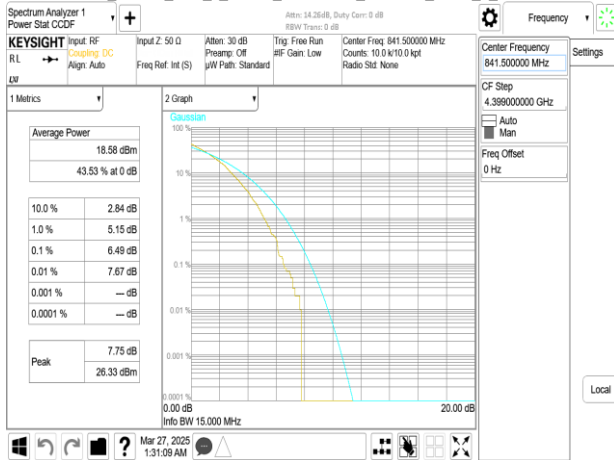 Spectrum Analyzer 1
Power Stat CCDF
Attn: 14.26dB, Duty Corr: 0 dB
RBW Trans: 0 dB
Frequency
KEYSIGHT
RL
LXI
Input: RF
Coupling: DC
Align: Auto
Input Z: 50 Ω
Freq Ref: Int (S)
Atten: 30 dB
Preamp: Off
µW Path: Standard
Trig: Free Run
#IF Gain: Low
Center Freq: 841.500000 MHz
Counts: 10.0 k/10.0 kpt
Radio Std: None
Center Frequency
841.500000 MHz
Settings
CF Step
4.399000000 GHz
Auto
Man
Freq Offset
0 Hz
Local
1 Metrics
Average Power
18.58 dBm
43.53 % at 0 dB
10.0 % 2.84 dB
1.0 % 5.15 dB
0.1 % 6.49 dB
0.01 % 7.67 dB
0.001 % --- dB
0.0001 % --- dB
Peak
7.75 dB
26.33 dBm
2 Graph
Gaussian
100 %
10 %
1 %
0.1 %
0.01 %
0.001 %
0.0001 %
0.00 dB 20.00 dB
Info BW 15.000 MHz
?
Mar 27, 2025
1:31:09 AM